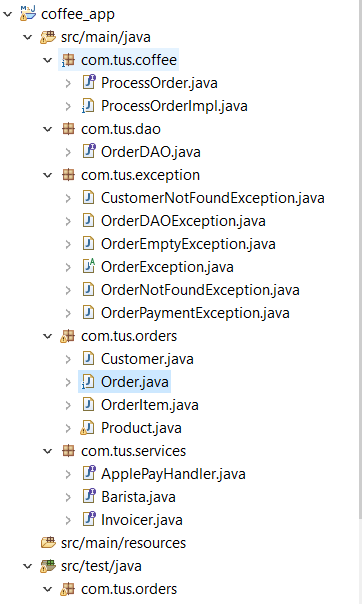 coffee_app
src/main/java
com.tus.coffee
ProcessOrder.java
ProcessOrderImpl.java
com.tus.dao
OrderDAO.java
com.tus.exception
CustomerNotFoundException.java
OrderDAOException.java
OrderEmptyException.java
OrderException.java
OrderNotFoundException.java
OrderPaymentException.java
com.tus.orders
Customer.java
Order.java
OrderItem.java
Product.java
com.tus.services
ApplePayHandler.java
Barista.java
Invoicer.java
src/main/resources
src/test/java
com.tus.orders